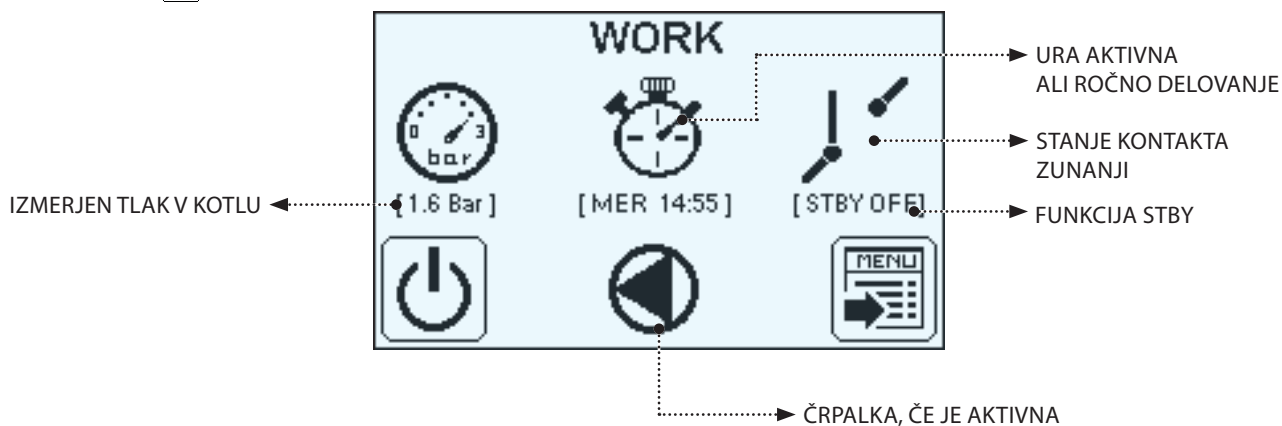 WORK
URA AKTIVNA
ALI ROČNO DELOVANJE
0 3
bar
STANJE KONTAKTA
ZUNANJI
IZMERJEN TLAK V KOTLU
[ 1.6 Bar ]
[ MER 14:55 ]
[ STBY OFF]
FUNKCIJA STBY
MENU
ČRPALKA, ČE JE AKTIVNA